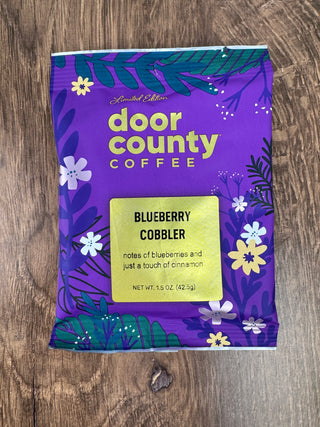 Limited Edition
door
county
COFFEE
BLUEBERRY
COBBLER
notes of blueberries and
just a touch of cinnamon
NET WT. 1.5 OZ. (42.5g)